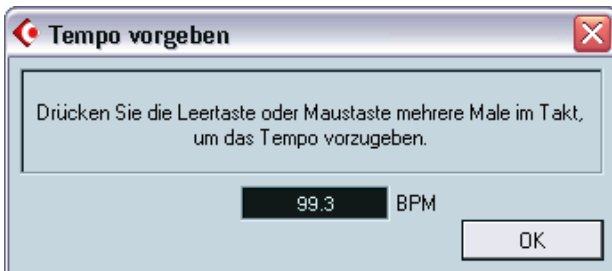 Tempo vorgeben
Drücken Sie die Leertaste oder Maustaste mehrere Male im Takt,
um das Tempo vorzugeben.
99.3 BPM
OK